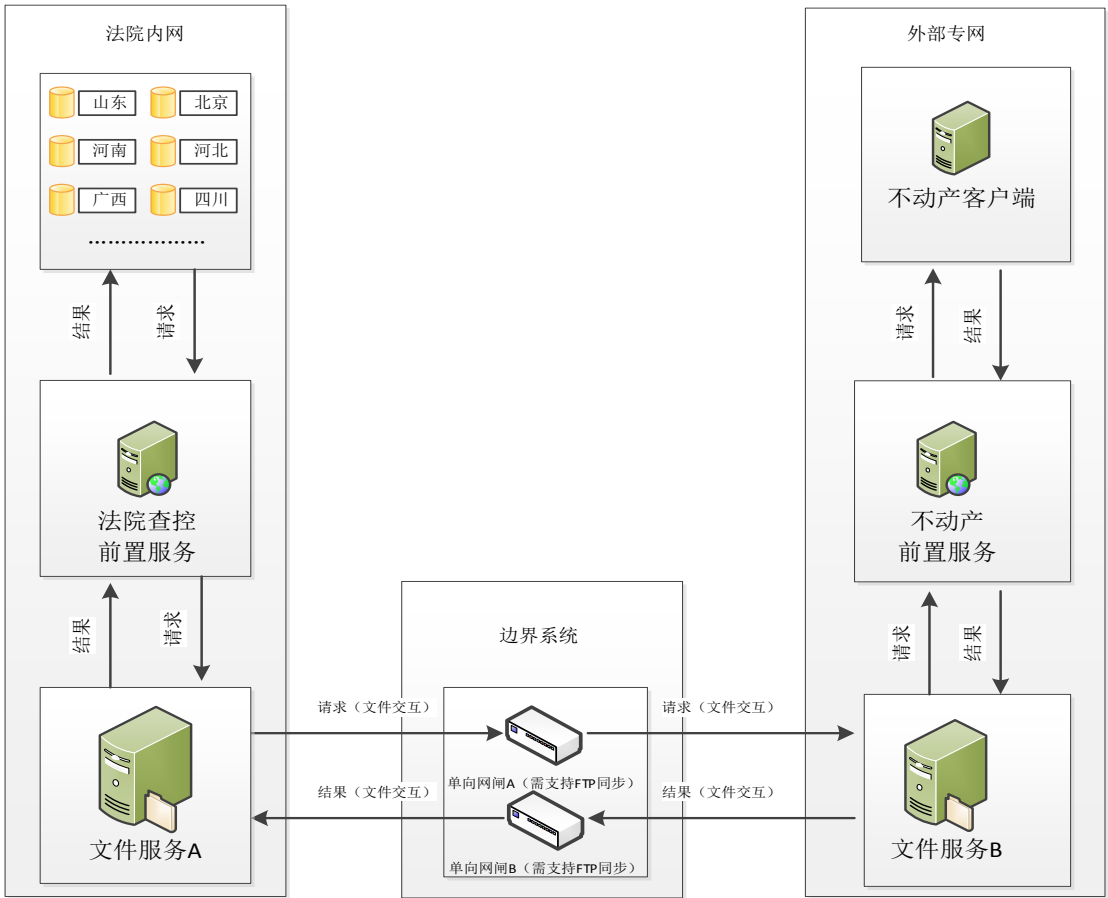 法院内网
山东
北京
河南
河北
广西
四川
………………
结果
请求
法院查控
前置服务
结果
请求
文件服务A
边界系统
请求（文件交互）
请求（文件交互）
单向网闸A（需支持FTP同步）
结果（文件交互）
结果（文件交互）
单向网闸B（需支持FTP同步）
外部专网
不动产客户端
请求
结果
不动产
前置服务
请求
结果
文件服务B